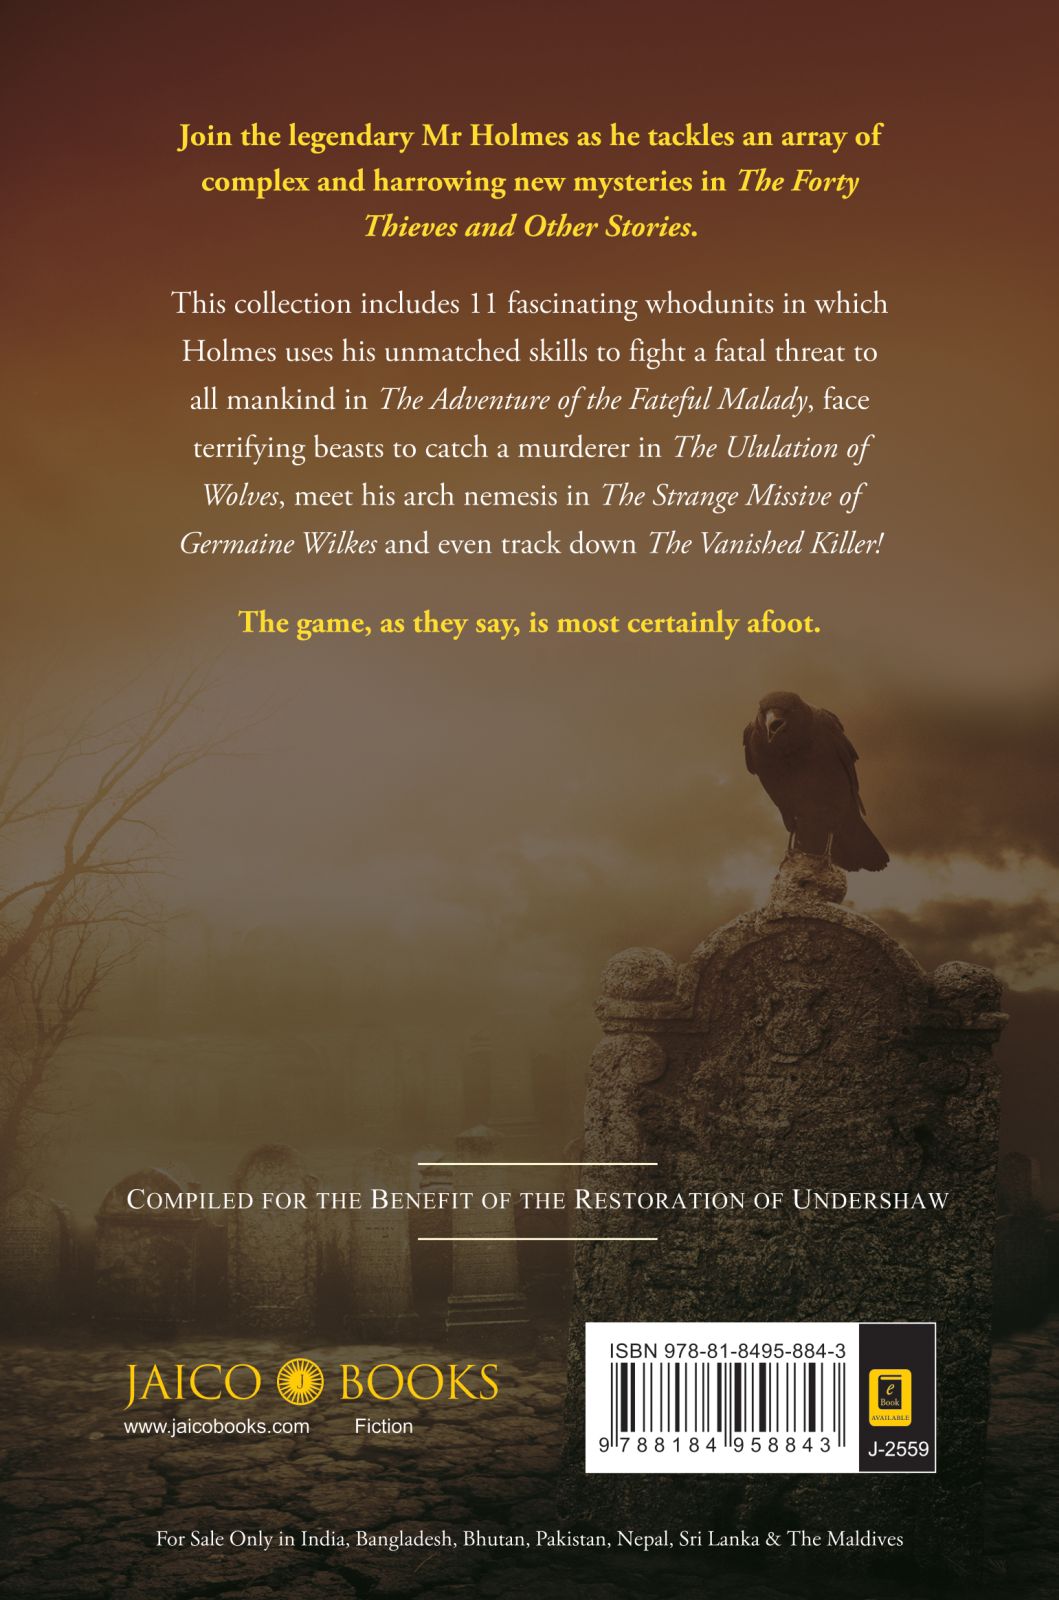 Join the legendary Mr Holmes as he tackles an array of
complex and harrowing new mysteries in The Forty
Thieves and Other Stories.
This collection includes 11 fascinating whodunits in which
Holmes uses his unmatched skills to fight a fatal threat to
all mankind in The Adventure of the Fateful Malady, face
terrifying beasts to catch a murderer in The Ululation of
Wolves, meet his arch nemesis in The Strange Missive of
Germaine Wilkes and even track down The Vanished Killer!
The game, as they say, is most certainly afoot.
COMPILED FOR THE BENEFIT OF THE RESTORATION OF UNDERSHAW
JAICO J BOOKS
www.jaicobooks.com Fiction
ISBN 978-81-8495-884-3
9 788184 958843
e
Book
AVAILABLE
J-2559
For Sale Only in India, Bangladesh, Bhutan, Pakistan, Nepal, Sri Lanka & The Maldives